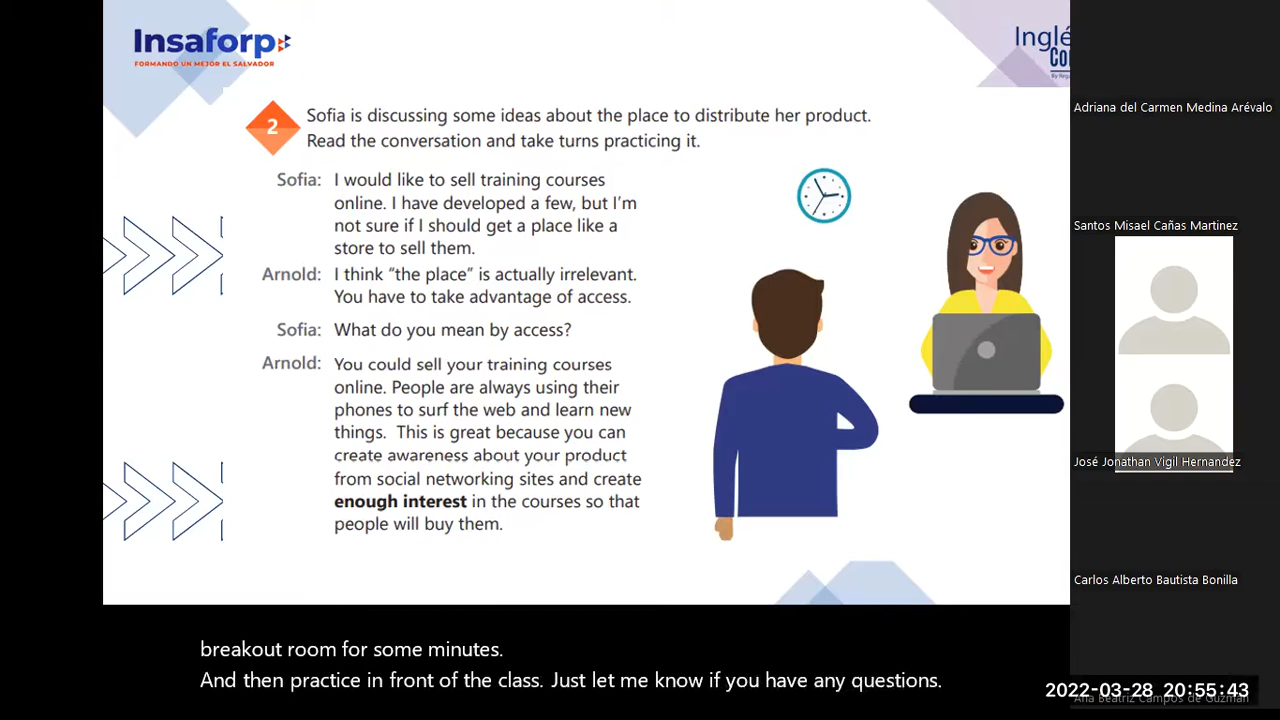 Insaforp
FORMANDO UN MEJOR EL SALVADOR
Inglé
2
Sofia is discussing some ideas about the place to distribute her product.
Read the conversation and take turns practicing it.
Sofia: I would like to sell training courses
online. I have developed a few, but I'm
not sure if I should get a place like a
store to sell them.
Arnold: I think "the place" is actually irrelevant.
You have to take advantage of access.
Sofia: What do you mean by access?
Arnold: You could sell your training courses
online. People are always using their
phones to surf the web and learn new
things. This is great because you can
create awareness about your product
from social networking sites and create
enough interest in the courses so that
people will buy them.
breakout room for some minutes.
And then practice in front of the class. Just let me know if you have any questions.
Adriana del Carmen Medina Arévalo
Santos Misael Cañas Martinez
José Jonathan Vigil Hernandez
Carlos Alberto Bautista Bonilla
Ana Beatriz Campos de Guzmán
2022-03-28 20:55:43